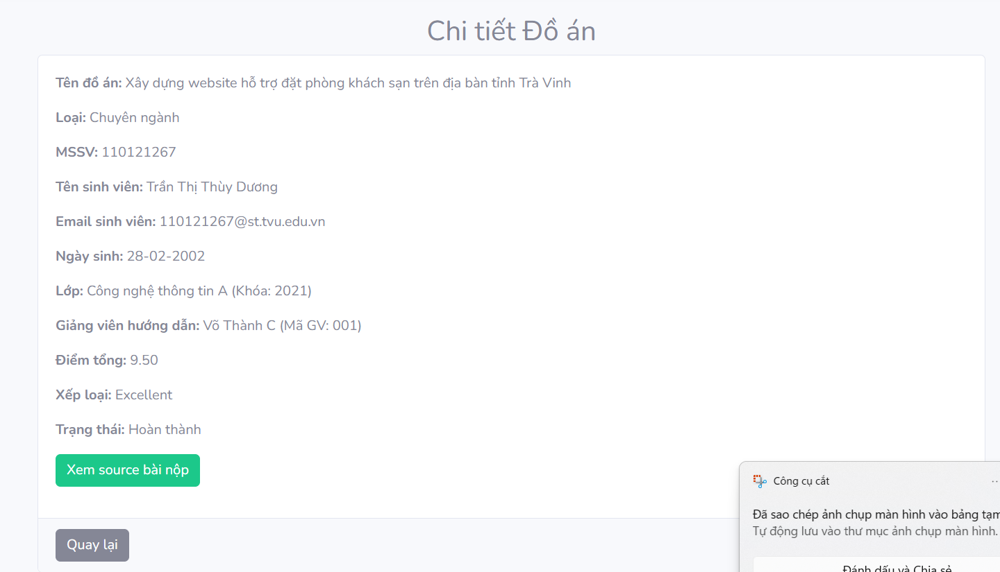 Chi tiết Đồ án
Tên đồ án: Xây dựng website hỗ trợ đặt phòng khách sạn trên địa bàn tỉnh Trà Vinh
Loại: Chuyên ngành
MSSV: 110121267
Tên sinh viên: Trần Thị Thùy Dương
Email sinh viên: 110121267@st.tvu.edu.vn
Ngày sinh: 28-02-2002
Lớp: Công nghệ thông tin A (Khóa: 2021)
Giảng viên hướng dẫn: Võ Thành C (Mã GV: 001)
Điểm tổng: 9.50
Xếp loại: Excellent
Trạng thái: Hoàn thành
Xem source bài nộp
Quay lại
Công cụ cắt
Đã sao chép ảnh chụp màn hình vào bảng tạm
Tự động lưu vào thư mục ảnh chụp màn hình.
Đánh dấu và Chia sẻ